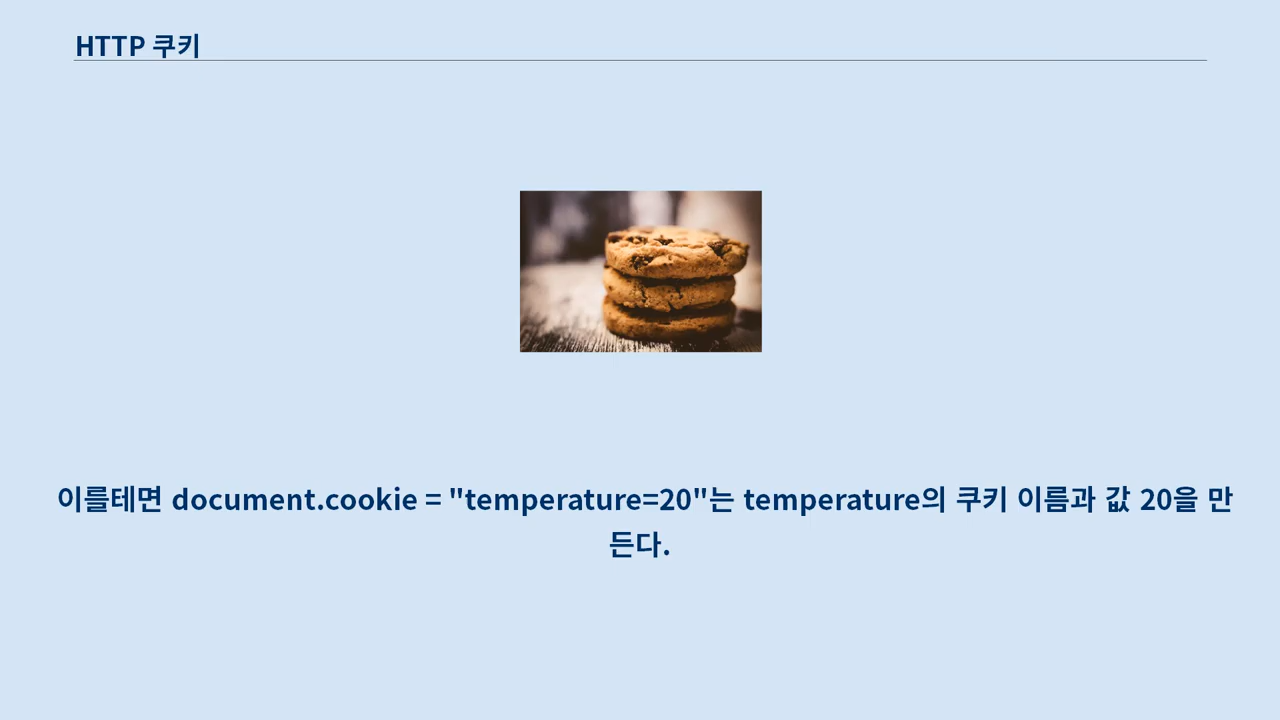 HTTP 쿠키
이를테면 document.cookie = "temperature=20"는 temperature의 쿠키 이름과 값 20을 만
든다.